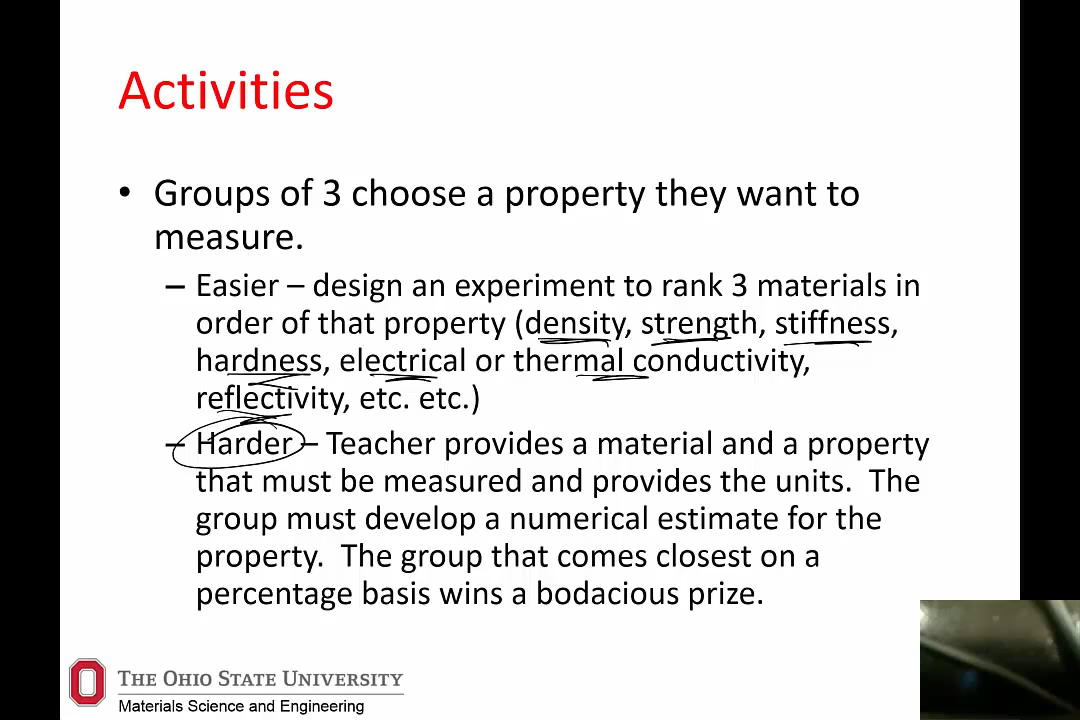 Activities
• Groups of 3 choose a property they want to
measure.
– Easier – design an experiment to rank 3 materials in
order of that property (density, strength, stiffness,
hardness, electrical or thermal conductivity,
reflectivity, etc. etc.)
– Harder – Teacher provides a material and a property
that must be measured and provides the units.  The
group must develop a numerical estimate for the
property.  The group that comes closest on a
percentage basis wins a bodacious prize.
THE OHIO STATE UNIVERSITY
Materials Science and Engineering